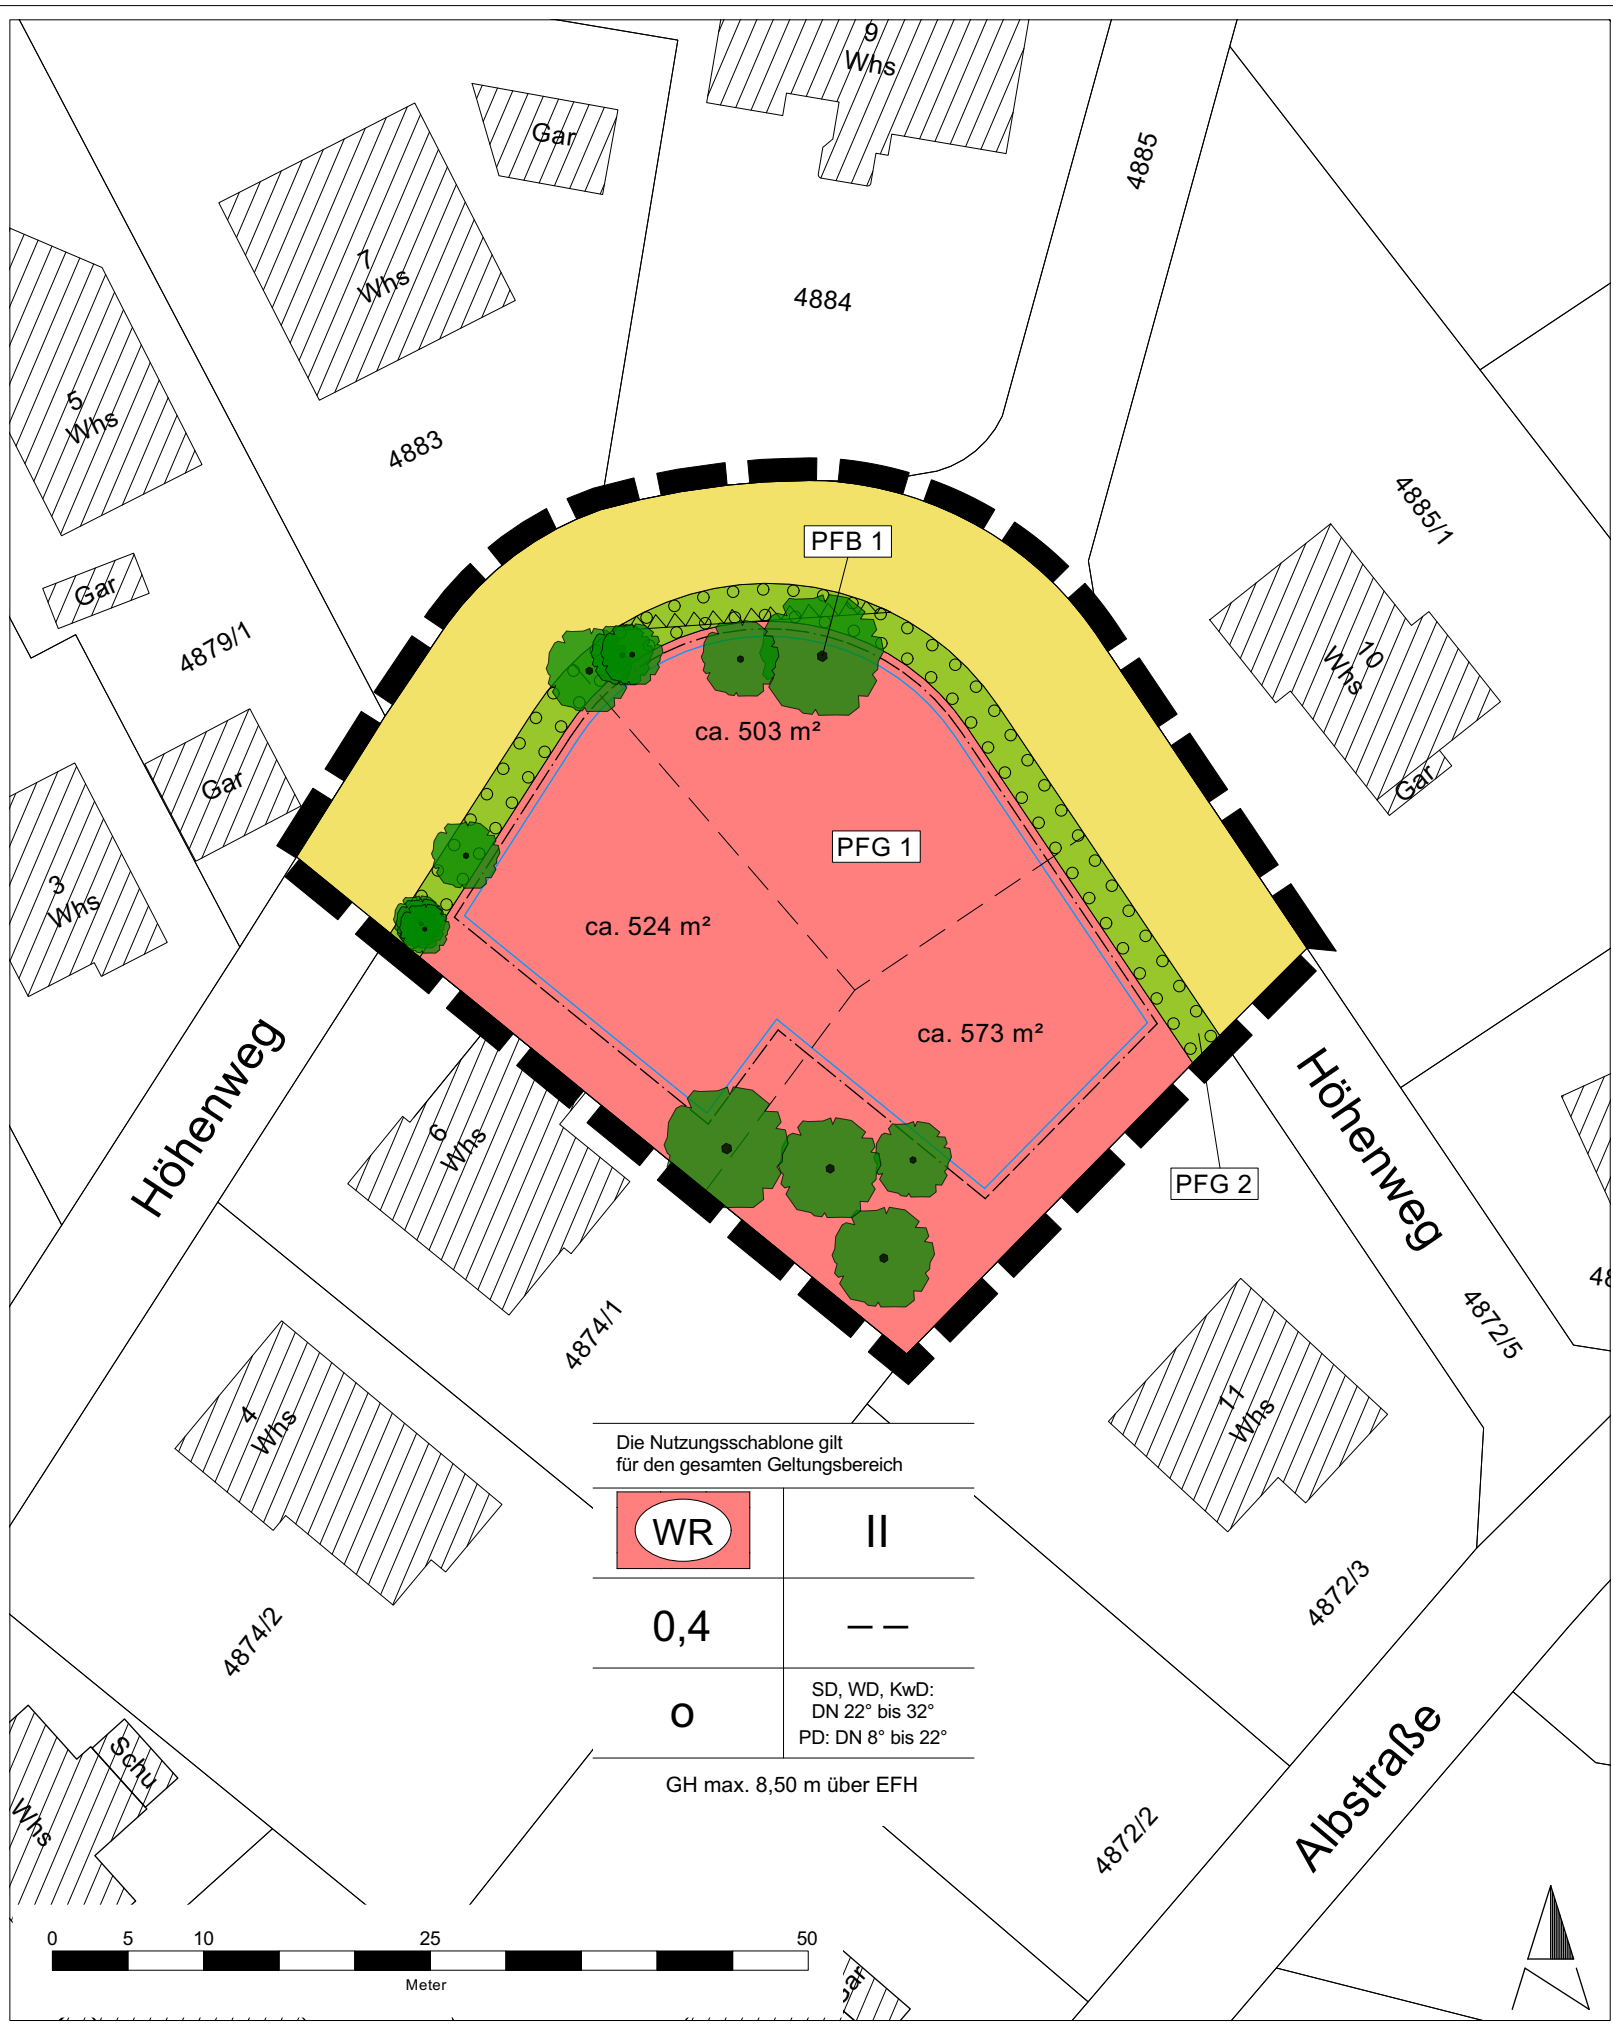 9
Whs
Gar
4885
7
Whs
4884
5
Whs
4883
4885/1
PFB 1
Gar
4879/1
10
Whs
ca. 503 m²
Gar
Gar
PFG 1
3
Whs
ca. 524 m²
ca. 573 m²
Höhenweg
Höhenweg
6
Whs
PFG 2
48
4872/5
4874/1
4
Whs
11
Whs
Die Nutzungsschablone gilt
für den gesamten Geltungsbereich
WR
II
4872/3
0,4
– –
4874/2
o
SD, WD, KwD:
DN 22° bis 32°
PD: DN 8° bis 22°
Schu
Whs
GH max. 8,50 m über EFH
Albstraße
4872/2
0 5 10 25 50
Meter